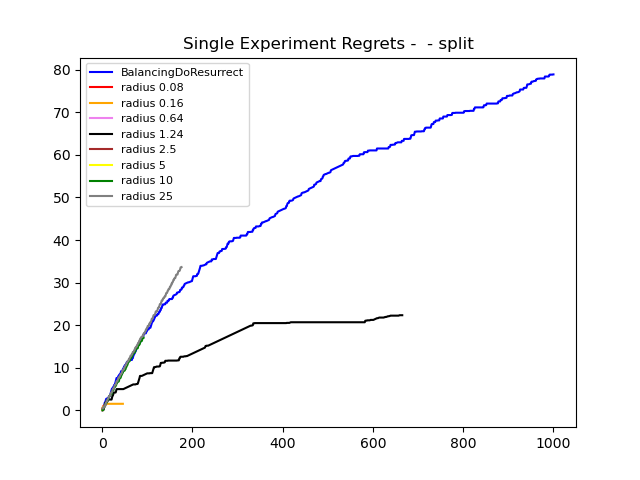 Single Experiment Regrets -  - split
BalancingDoResurrect
radius 0.08
radius 0.16
radius 0.64
radius 1.24
radius 2.5
radius 5
radius 10
radius 25
80
70
60
50
40
30
20
10
0
0 200 400 600 800 1000